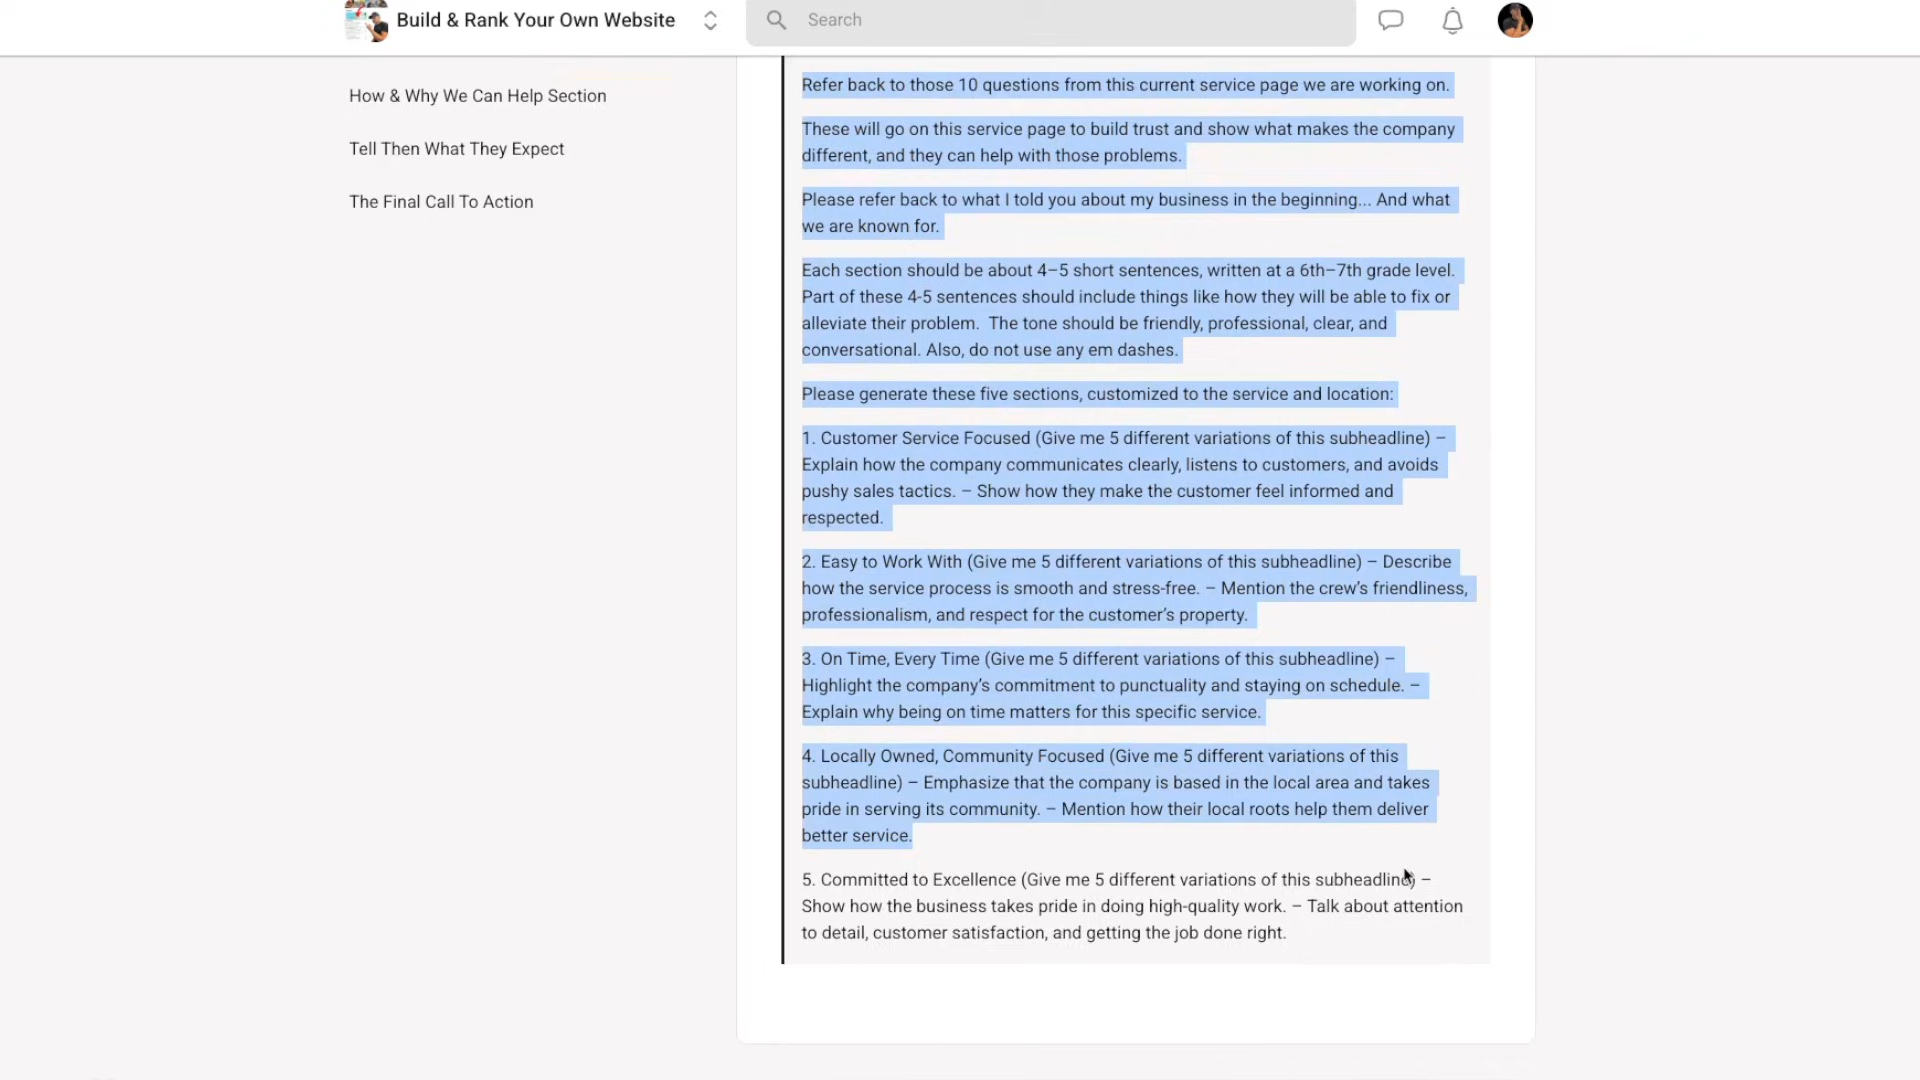 Build & Rank Your Own Website
Search
How & Why We Can Help Section
Tell Then What They Expect
The Final Call To Action
Refer back to those 10 questions from this current service page we are working on.
These will go on this service page to build trust and show what makes the company
different, and they can help with those problems.
Please refer back to what I told you about my business in the beginning... And what
we are known for.
Each section should be about 4–5 short sentences, written at a 6th–7th grade level.
Part of these 4-5 sentences should include things like how they will be able to fix or
alleviate their problem.  The tone should be friendly, professional, clear, and
conversational. Also, do not use any em dashes.
Please generate these five sections, customized to the service and location:
1. Customer Service Focused (Give me 5 different variations of this subheadline) –
Explain how the company communicates clearly, listens to customers, and avoids
pushy sales tactics. – Show how they make the customer feel informed and
respected.
2. Easy to Work With (Give me 5 different variations of this subheadline) – Describe
how the service process is smooth and stress-free. – Mention the crew’s friendliness,
professionalism, and respect for the customer’s property.
3. On Time, Every Time (Give me 5 different variations of this subheadline) –
Highlight the company’s commitment to punctuality and staying on schedule. –
Explain why being on time matters for this specific service.
4. Locally Owned, Community Focused (Give me 5 different variations of this
subheadline) – Emphasize that the company is based in the local area and takes
pride in serving its community. – Mention how their local roots help them deliver
better service.
5. Committed to Excellence (Give me 5 different variations of this subheadline) –
Show how the business takes pride in doing high-quality work. – Talk about attention
to detail, customer satisfaction, and getting the job done right.